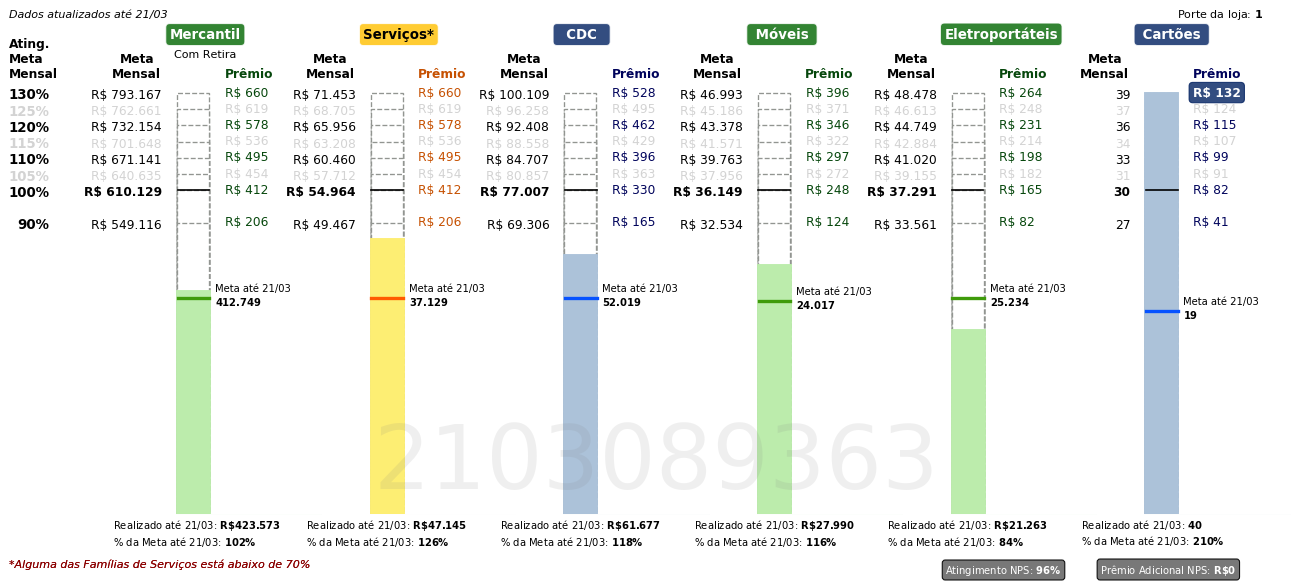 Dados atualizados até 21/03 Porte da loja: 1
Mercantil Serviços* CDC Móveis Eletroportáteis Cartões
Com Retira
Ating. Meta Mensal Meta Mensal Prêmio Meta Mensal Prêmio Meta Mensal Prêmio Meta Mensal Prêmio Meta Mensal Prêmio Meta Mensal Prêmio
130% R$ 793.167 R$ 660 R$ 71.453 R$ 660 R$ 100.109 R$ 528 R$ 46.993 R$ 396 R$ 48.478 R$ 264 39 R$ 132
125% R$ 762.661 R$ 619 R$ 68.705 R$ 619 R$ 96.258 R$ 495 R$ 45.186 R$ 371 R$ 46.613 R$ 248 37 R$ 124
120% R$ 732.154 R$ 578 R$ 65.956 R$ 578 R$ 92.408 R$ 462 R$ 43.378 R$ 346 R$ 44.749 R$ 231 36 R$ 115
115% R$ 701.648 R$ 536 R$ 63.208 R$ 536 R$ 88.558 R$ 429 R$ 41.571 R$ 322 R$ 42.884 R$ 214 34 R$ 107
110% R$ 671.141 R$ 495 R$ 60.460 R$ 495 R$ 84.707 R$ 396 R$ 39.763 R$ 297 R$ 41.020 R$ 198 33 R$ 99
105% R$ 640.635 R$ 454 R$ 57.712 R$ 454 R$ 80.857 R$ 363 R$ 37.956 R$ 272 R$ 39.155 R$ 182 31 R$ 91
100% R$ 610.129 R$ 412 R$ 54.964 R$ 412 R$ 77.007 R$ 330 R$ 36.149 R$ 248 R$ 37.291 R$ 165 30 R$ 82
90% R$ 549.116 R$ 206 R$ 49.467 R$ 206 R$ 69.306 R$ 165 R$ 32.534 R$ 124 R$ 33.561 R$ 82 27 R$ 41
Meta até 21/03 Meta até 21/03 Meta até 21/03 Meta até 21/03 Meta até 21/03 Meta até 21/03
412.749 37.129 52.019 24.017 25.234 19
2103089363
Realizado até 21/03: R$423.573 Realizado até 21/03: R$47.145 Realizado até 21/03: R$61.677 Realizado até 21/03: R$27.990 Realizado até 21/03: R$21.263 Realizado até 21/03: 40
% da Meta até 21/03: 102% % da Meta até 21/03: 126% % da Meta até 21/03: 118% % da Meta até 21/03: 116% % da Meta até 21/03: 84% % da Meta até 21/03: 210%
*Alguma das Famílias de Serviços está abaixo de 70% Atingimento NPS: 96% Prêmio Adicional NPS: R$0